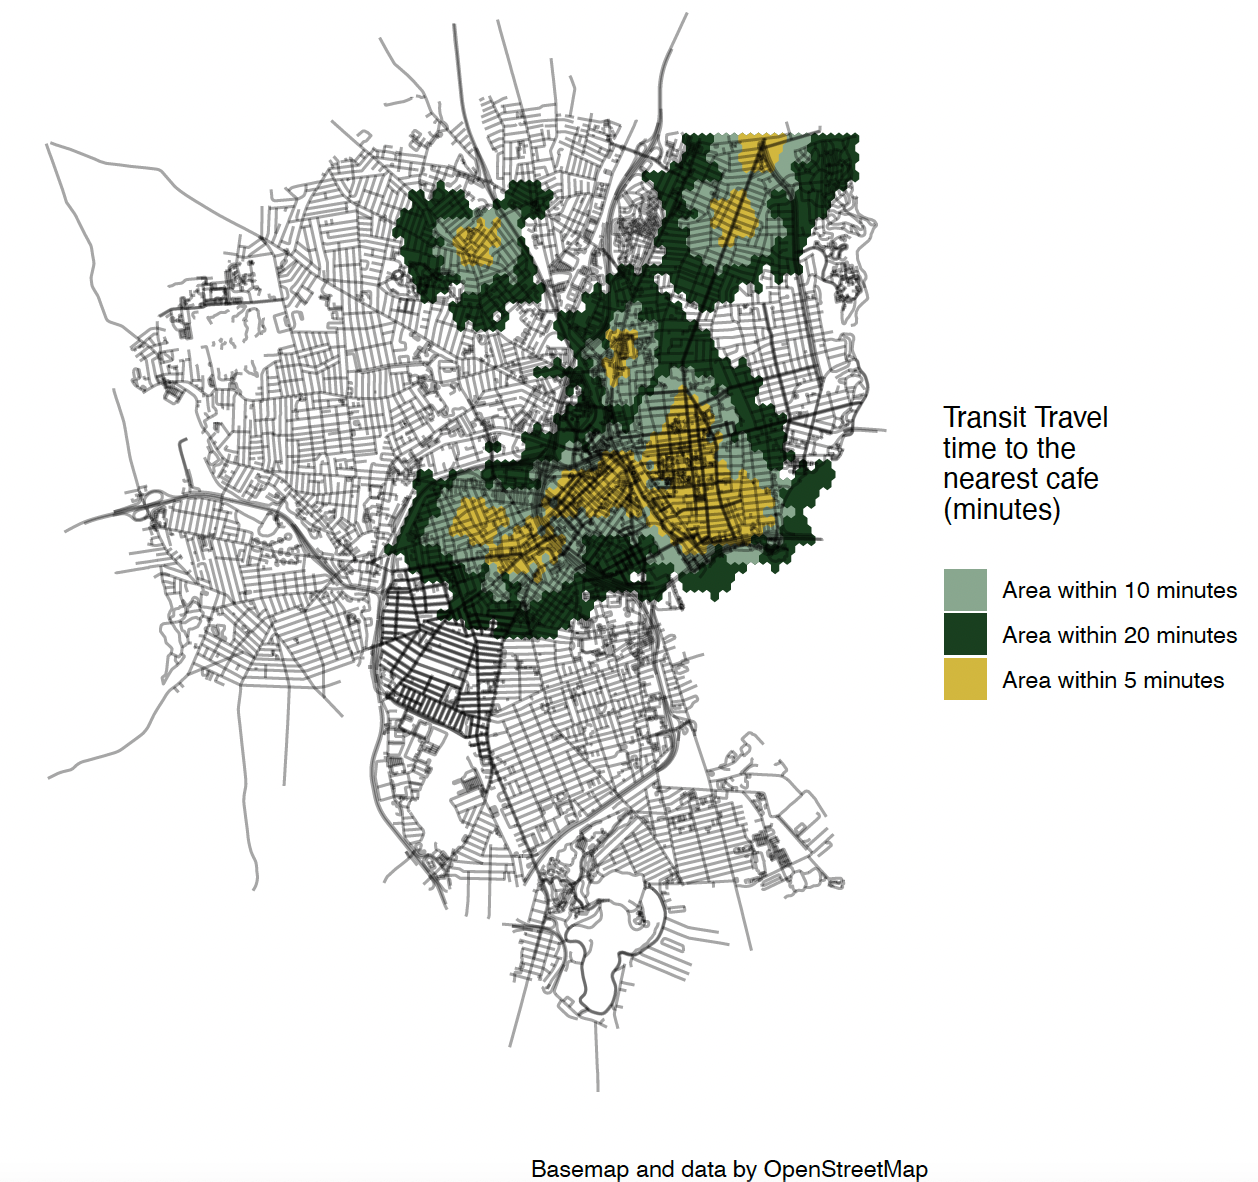 Transit Travel
time to the
nearest cafe
(minutes)
Area within 10 minutes
Area within 20 minutes
Area within 5 minutes
Basemap and data by OpenStreetMap